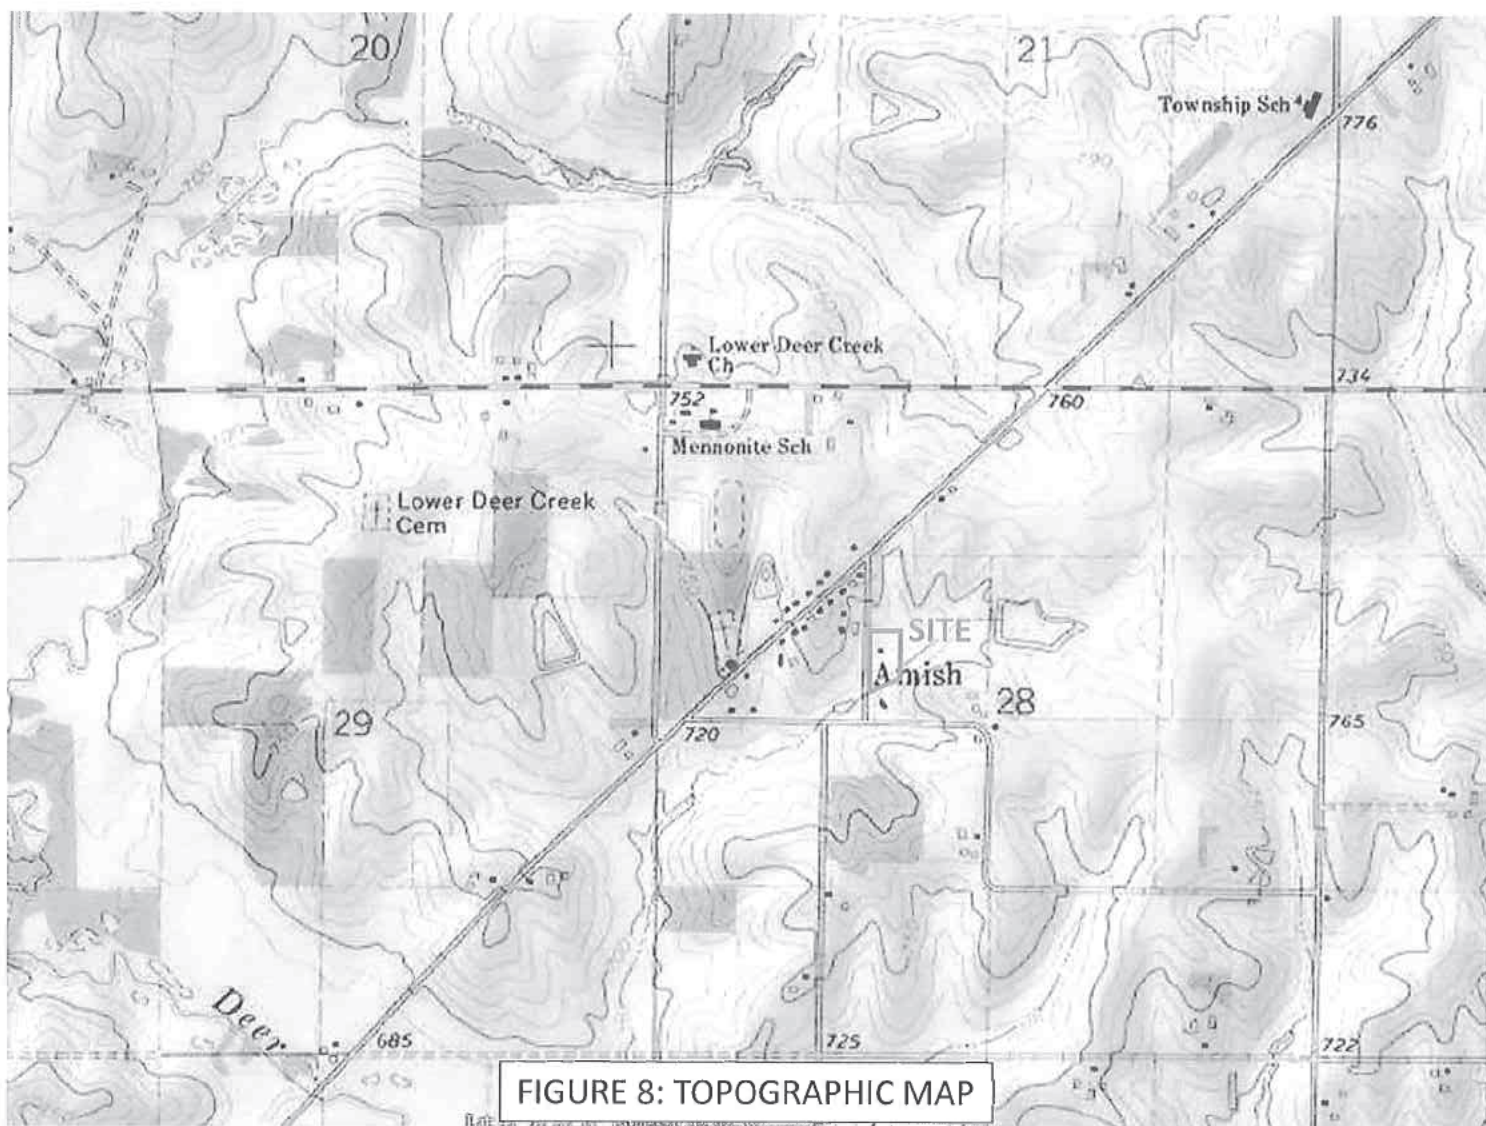 20
21
Township Sch
776
Lower Deer Creek
Ch
734
752
760
Mennonite Sch
Lower Deer Creek
Cem
SITE
Amish
28
29
720
765
Deer
685
725
722
FIGURE 8: TOPOGRAPHIC MAP